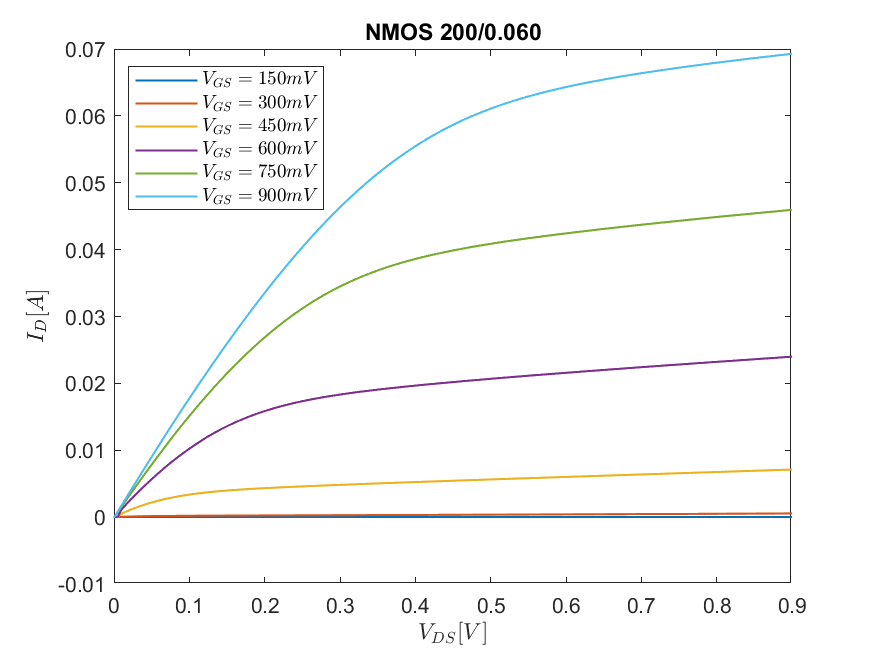 NMOS 200/0.060
0.07
0.06
0.05
0.04
0.03
0.02
0.01
0
-0.01
I_D[A]
V_GS = 150mV
V_GS = 300mV
V_GS = 450mV
V_GS = 600mV
V_GS = 750mV
V_GS = 900mV
0 0.1 0.2 0.3 0.4 0.5 0.6 0.7 0.8 0.9
V_DS[V]